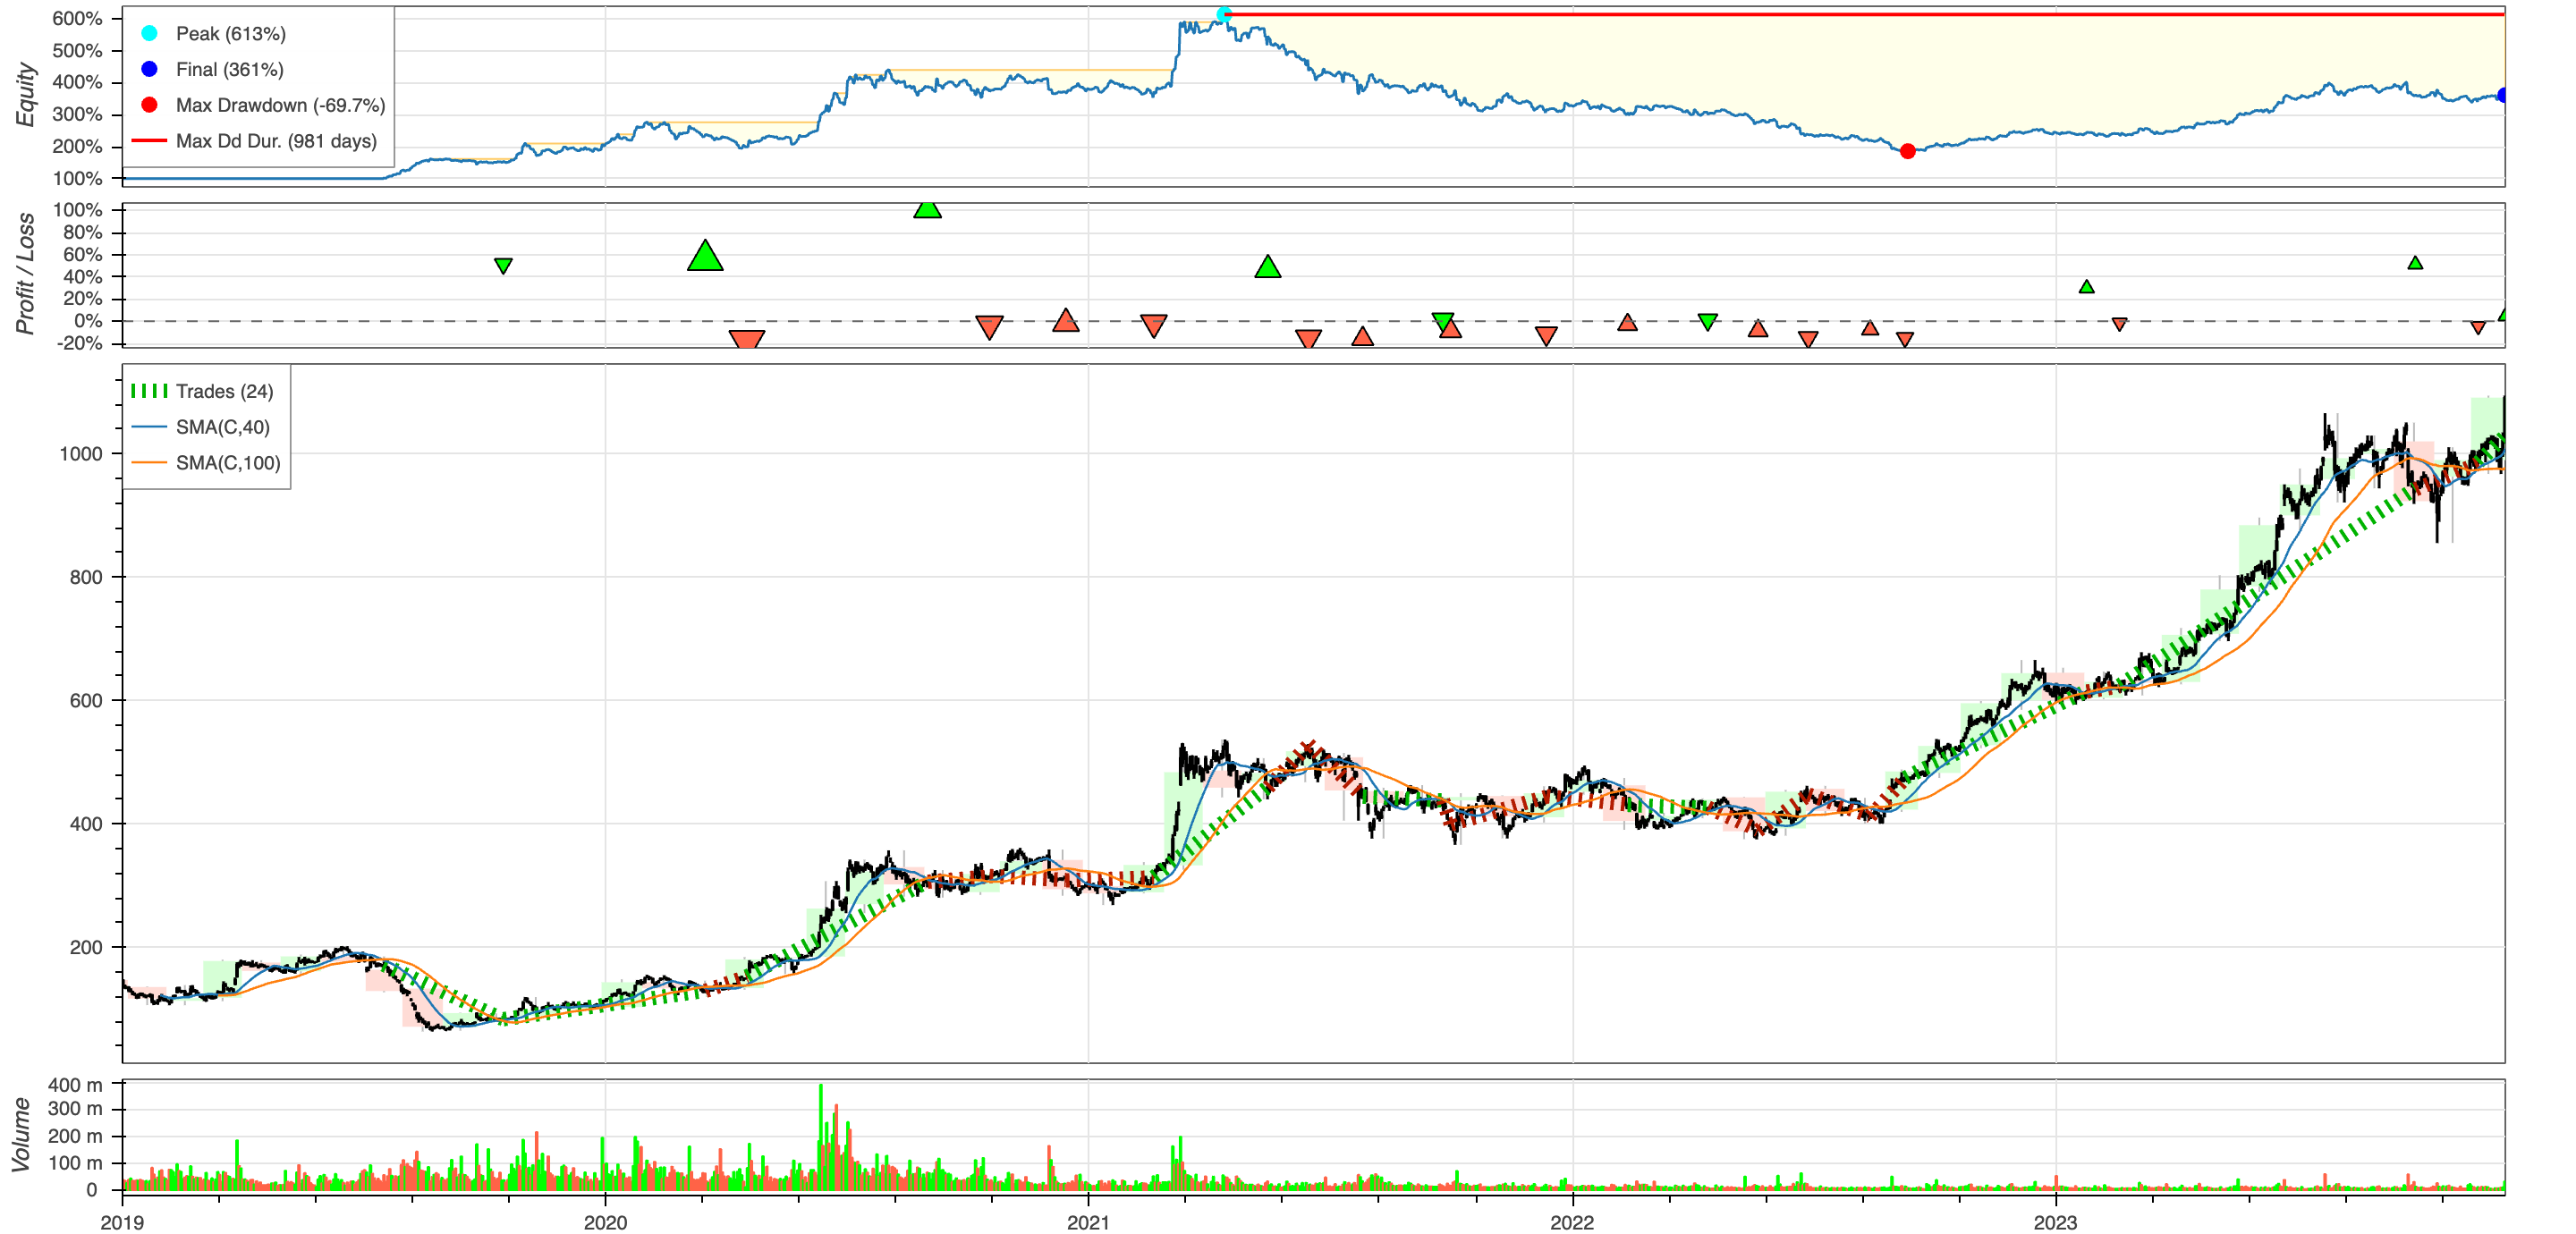 Equity
600%
500%
400%
300%
200%
100%
Peak (613%)
Final (361%)
Max Drawdown (-69.7%)
Max Dd Dur. (981 days)
Profit / Loss
100%
80%
60%
40%
20%
0%
-20%
Trades (24)
SMA(C,40)
SMA(C,100)
1000
800
600
400
200
Volume
400 m
300 m
200 m
100 m
0
2019 2020 2021 2022 2023